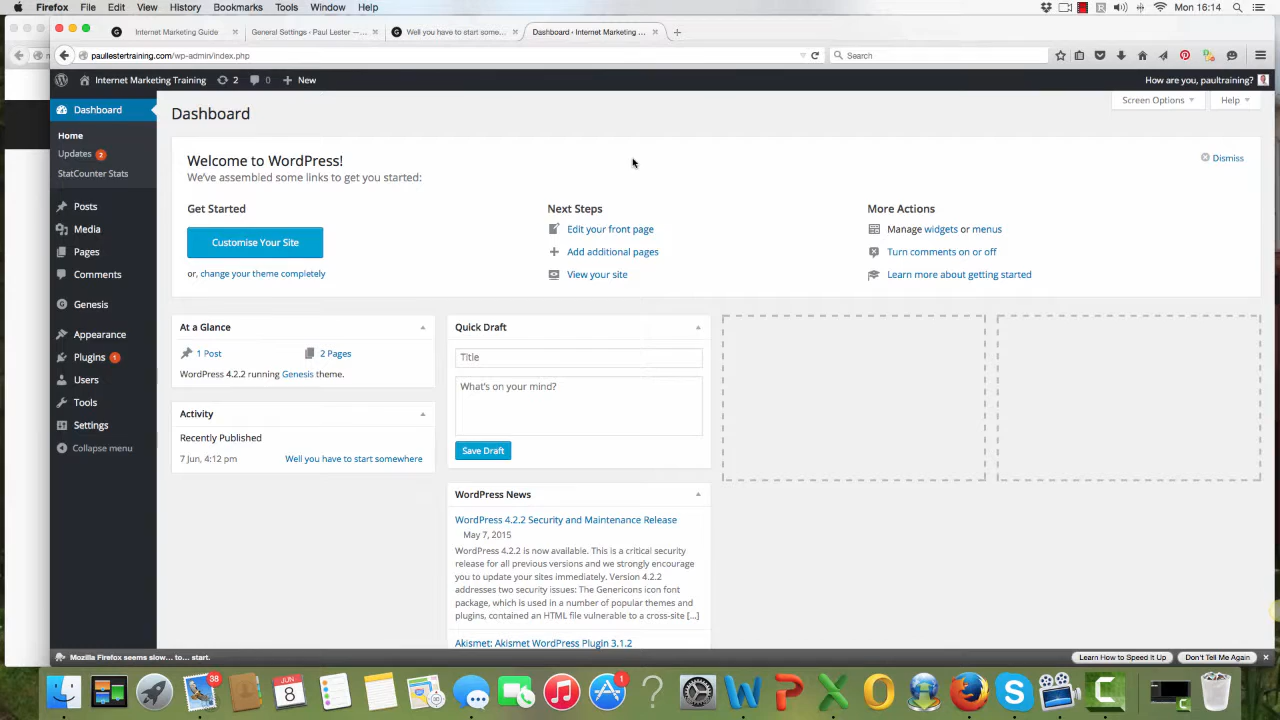 Firefox File Edit View History Bookmarks Tools Window Help Mon 16:14
Internet Marketing Guide × General Settings ‹ Paul Lester — ... × Well you have to start some... × Dashboard ‹ Internet Marketing ... × +
paullestertraining.com/wp-admin/index.php Search
Internet Marketing Training 2 0 + New How are you, paultraining?
Screen Options Help
Dashboard
Home
Updates 2
StatCounter Stats
Posts
Media
Pages
Comments
Genesis
Appearance
Plugins 1
Users
Tools
Settings
Collapse menu
Dashboard
Welcome to WordPress! Dismiss
We've assembled some links to get you started:
Get Started
Customise Your Site
or, change your theme completely
Next Steps
Edit your front page
Add additional pages
View your site
More Actions
Manage widgets or menus
Turn comments on or off
Learn more about getting started
At a Glance
1 Post 2 Pages
WordPress 4.2.2 running Genesis theme.
Activity
Recently Published
7 Jun, 4:12 pm Well you have to start somewhere
Quick Draft
Title
What's on your mind?
Save Draft
WordPress News
WordPress 4.2.2 Security and Maintenance Release
May 7, 2015
WordPress 4.2.2 is now available. This is a critical security
release for all previous versions and we strongly encourage
you to update your sites immediately. Version 4.2.2
addresses two security issues: The Genericons icon font
package, which is used in a number of popular themes and
plugins, contained an HTML file vulnerable to a cross-site [...]
Akismet: Akismet WordPress Plugin 3.1.2
Mozilla Firefox seems slow... to... start. Learn How to Speed It Up Don't Tell Me Again ×
38 JUN 8 1